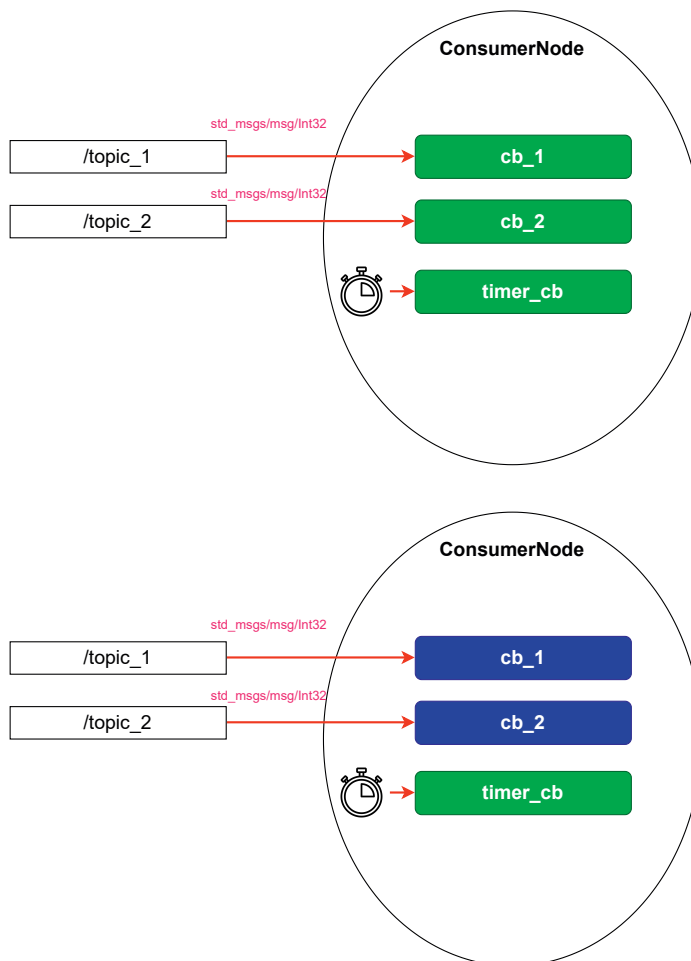 ConsumerNode
std_msgs/msg/Int32
/topic_1
cb_1
std_msgs/msg/Int32
/topic_2
cb_2
timer_cb
ConsumerNode
std_msgs/msg/Int32
/topic_1
cb_1
std_msgs/msg/Int32
/topic_2
cb_2
timer_cb